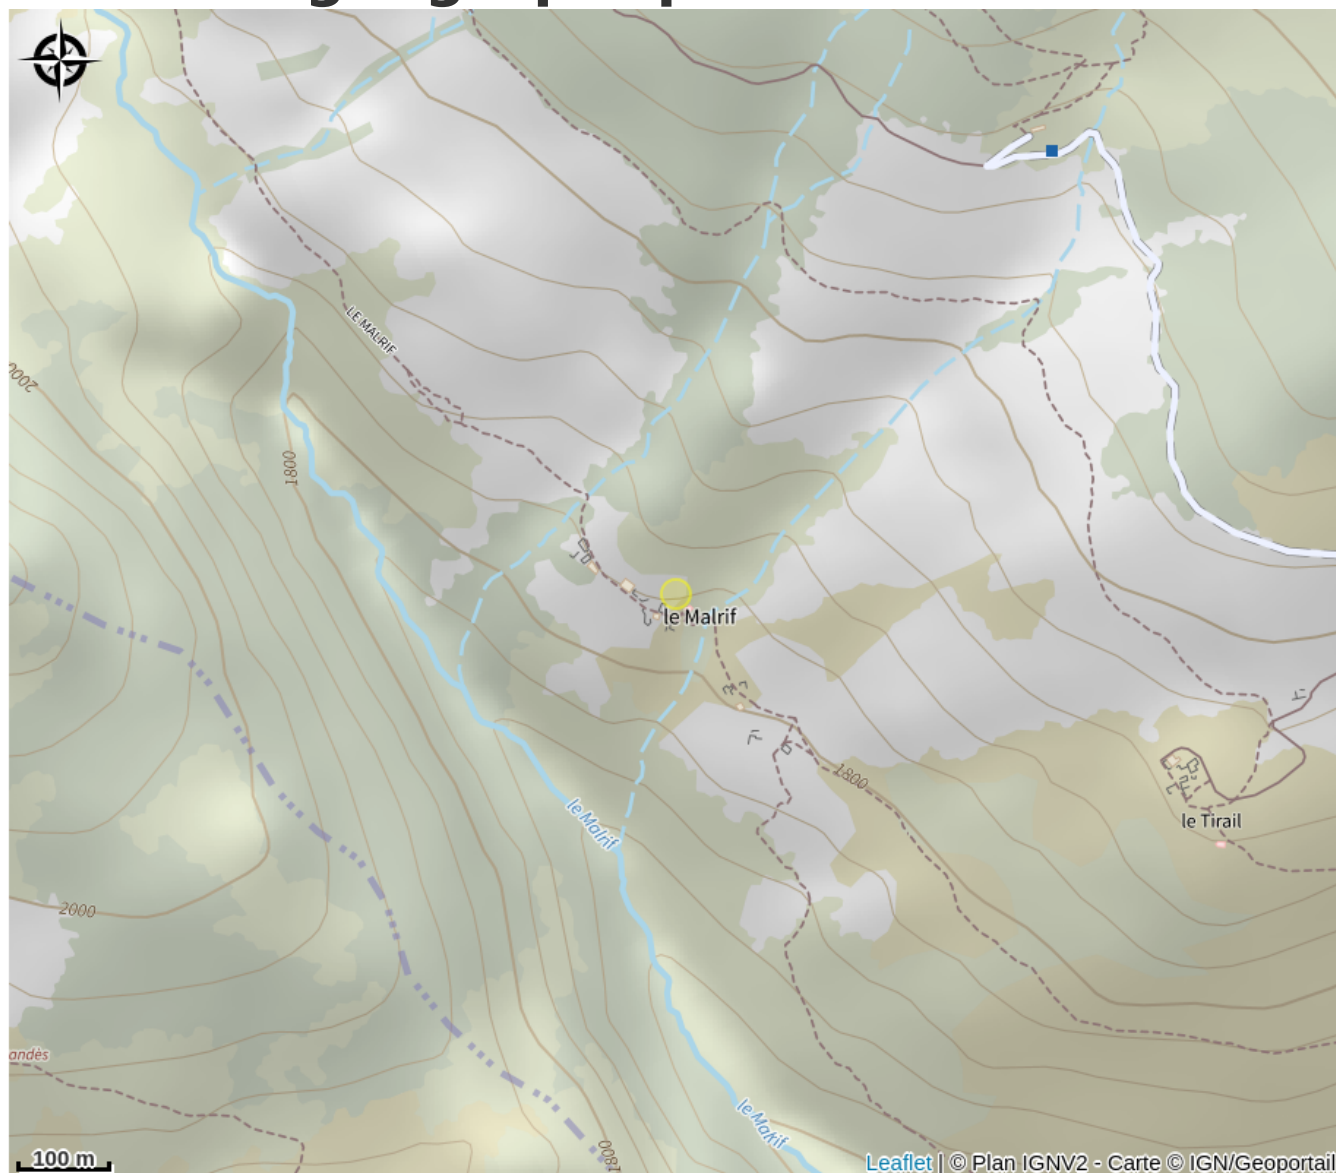 LE MALRIF
2000
1800
le Malrif
1800
le Malrif
le Tirail
2000
andès
le Malrif
1800
100 m
Leaflet | © Plan IGNV2 - Carte © IGN/Geoportail